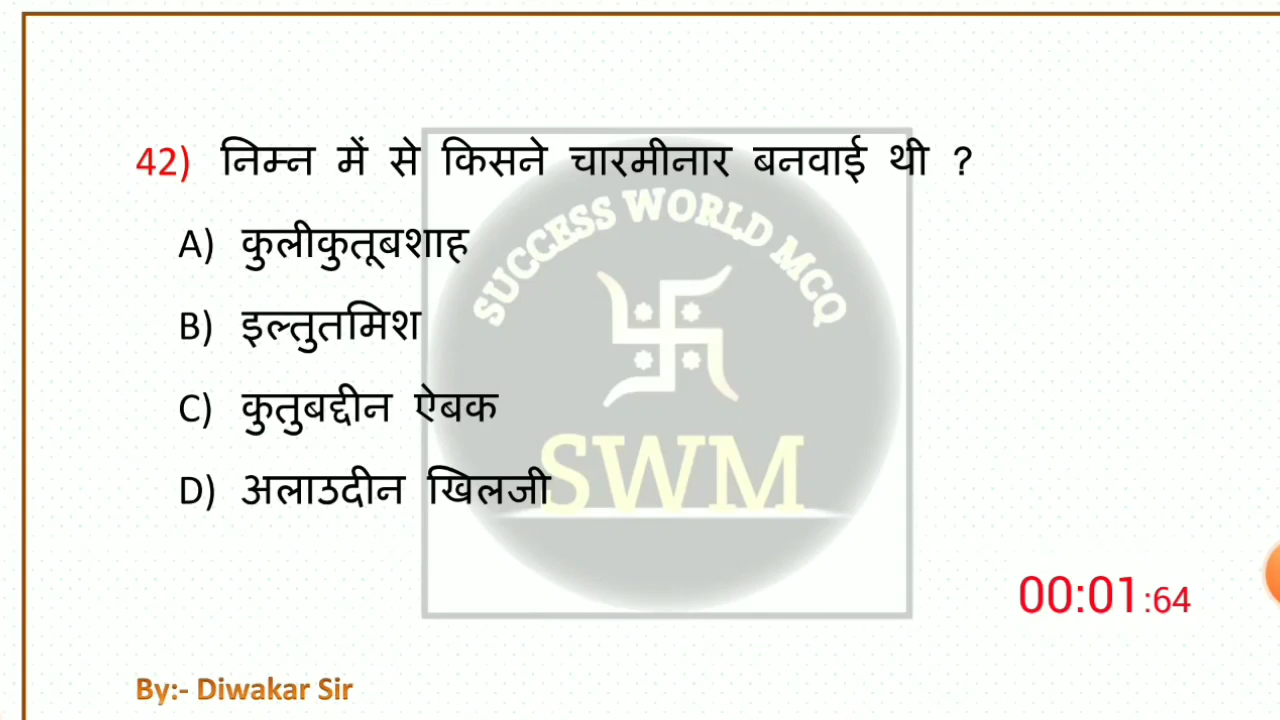 42) निम्न में से किसने चारमीनार बनवाई थी ?
A) कुलीकुतूबशाह
B) इल्तुतमिश
C) कुतुबद्दीन ऐबक
D) अलाउदीन खिलजी
SUCCESS WORLD MCQ
SWM
00:01:64
By:- Diwakar Sir